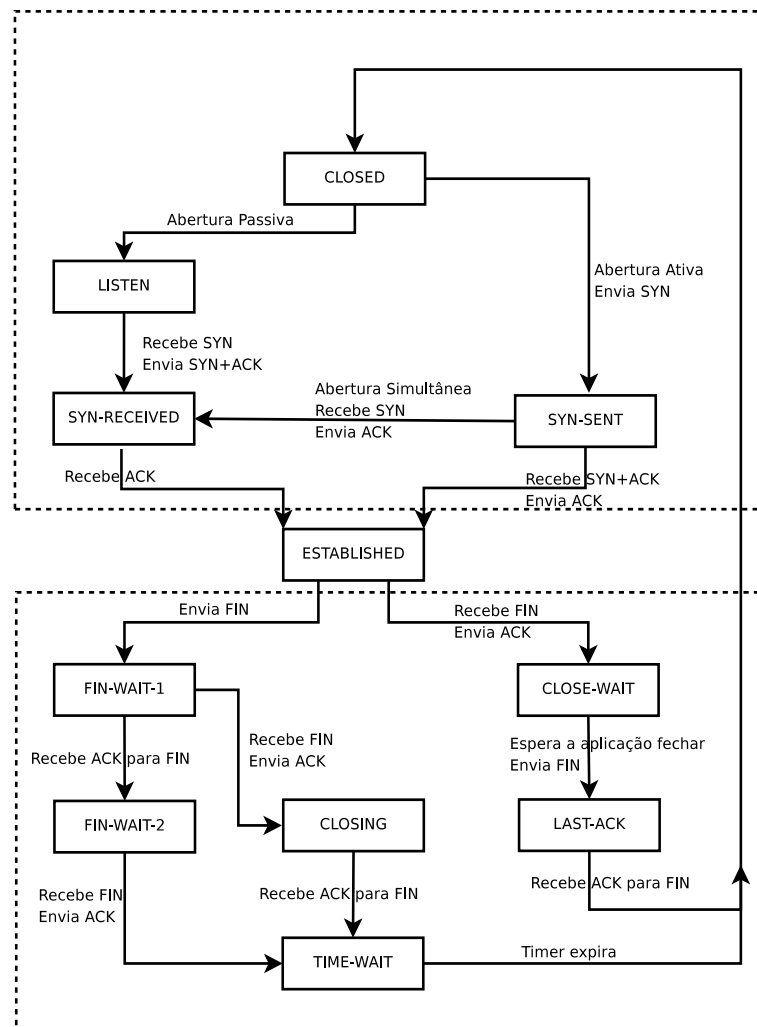 CLOSED
Abertura Passiva
LISTEN
Abertura Ativa
Envia SYN
Recebe SYN
Envia SYN+ACK
Abertura Simultânea
Recebe SYN
Envia ACK
SYN-RECEIVED
SYN-SENT
Recebe ACK
Recebe SYN+ACK
Envia ACK
ESTABLISHED
Envia FIN
Recebe FIN
Envia ACK
FIN-WAIT-1
CLOSE-WAIT
Recebe ACK para FIN
Recebe FIN
Envia ACK
Espera a aplicação fechar
Envia FIN
FIN-WAIT-2
CLOSING
LAST-ACK
Recebe FIN
Envia ACK
Recebe ACK para FIN
Recebe ACK para FIN
TIME-WAIT
Timer expira